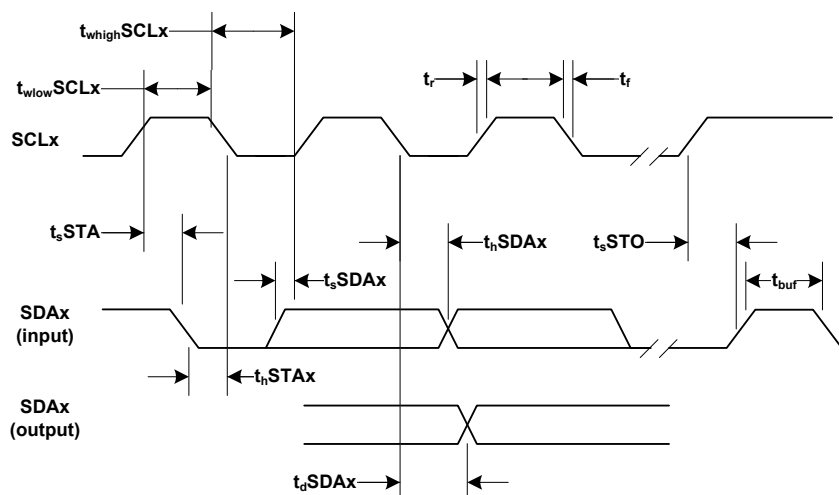 twhighSCLx
twlowSCLx
tr
tf
SCLx
tsSTA
thSDAx
tsSTO
tsSDAx
tbuf
SDAx
(input)
thSTAx
SDAx
(output)
tdSDAx